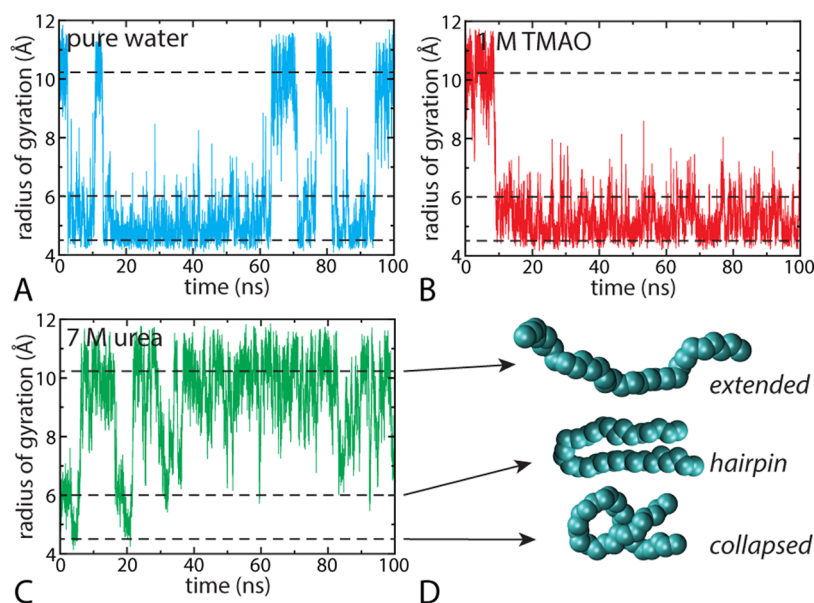 12
10
8
6
4
radius of gyration (Å)
pure water
0 20 40 60 80 100
time (ns)
A
12
10
8
6
4
radius of gyration (Å)
1 M TMAO
0 20 40 60 80 100
time (ns)
B
12
10
8
6
4
radius of gyration (Å)
7 M urea
0 20 40 60 80 100
time (ns)
C
extended
hairpin
collapsed
D